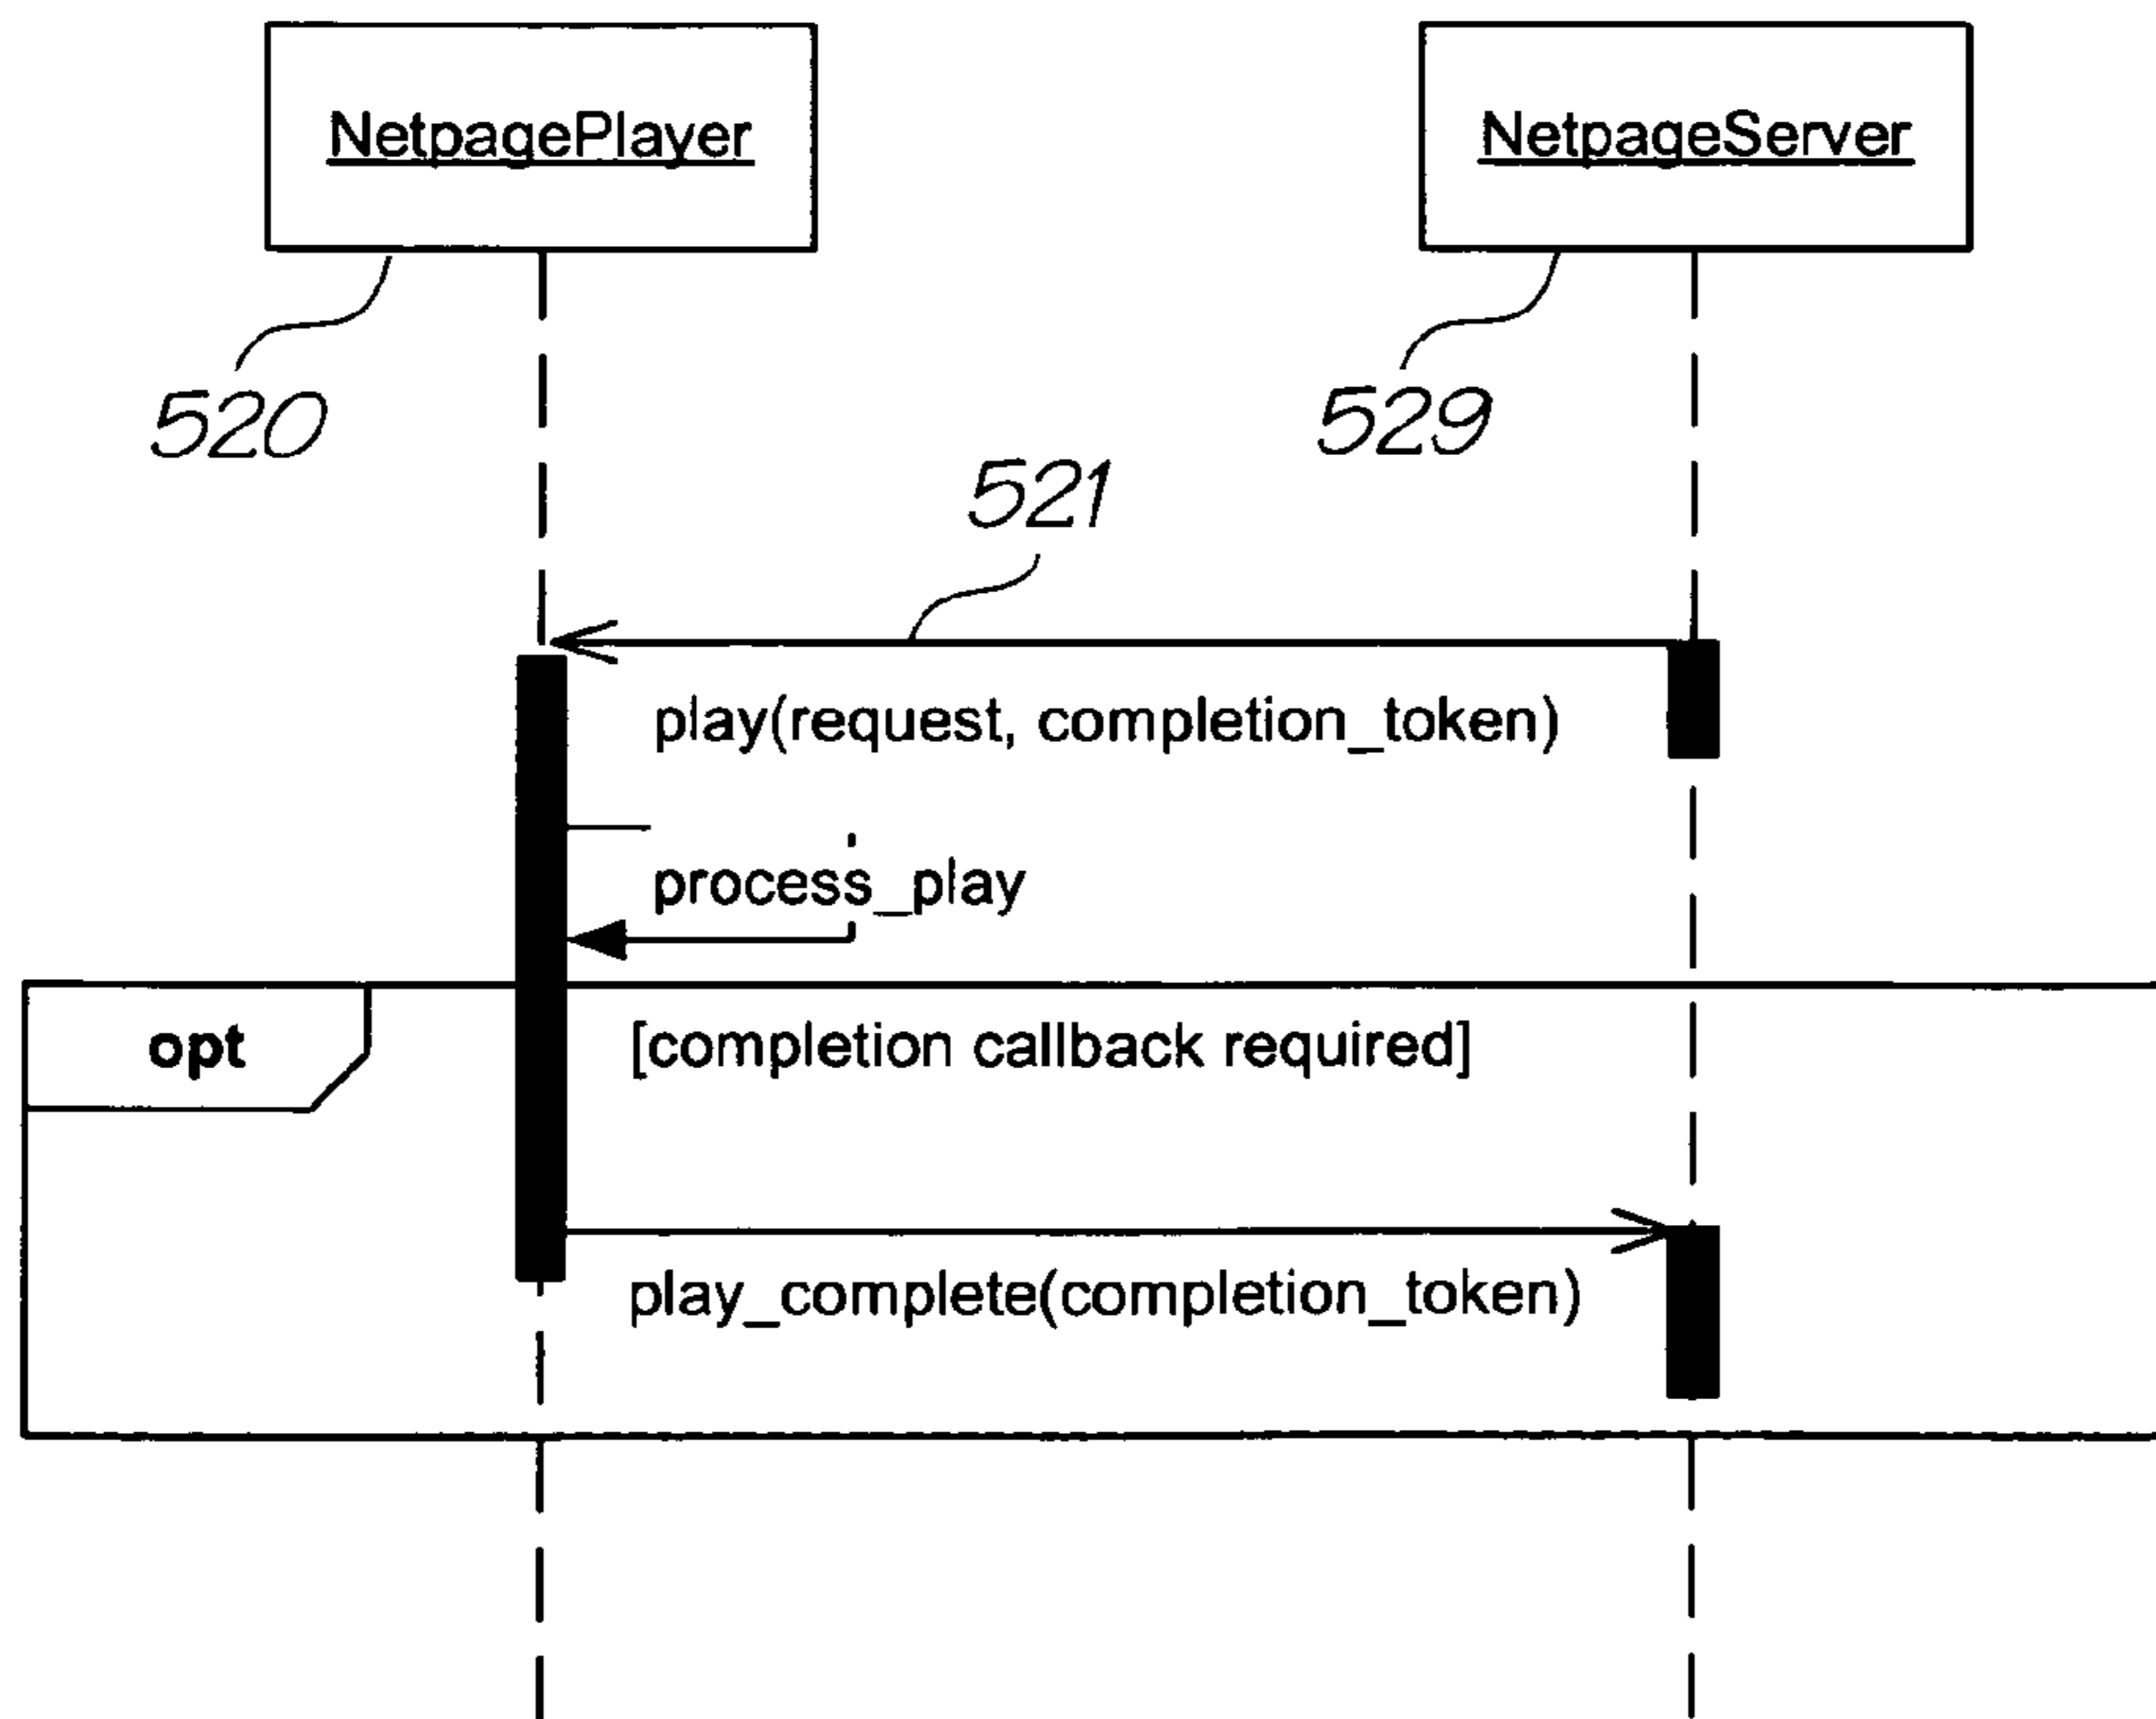 NetpagePlayer
NetpageServer
520
529
521
play(request, completion_token)
process_play
opt
[completion callback required]
play_complete(completion_token)